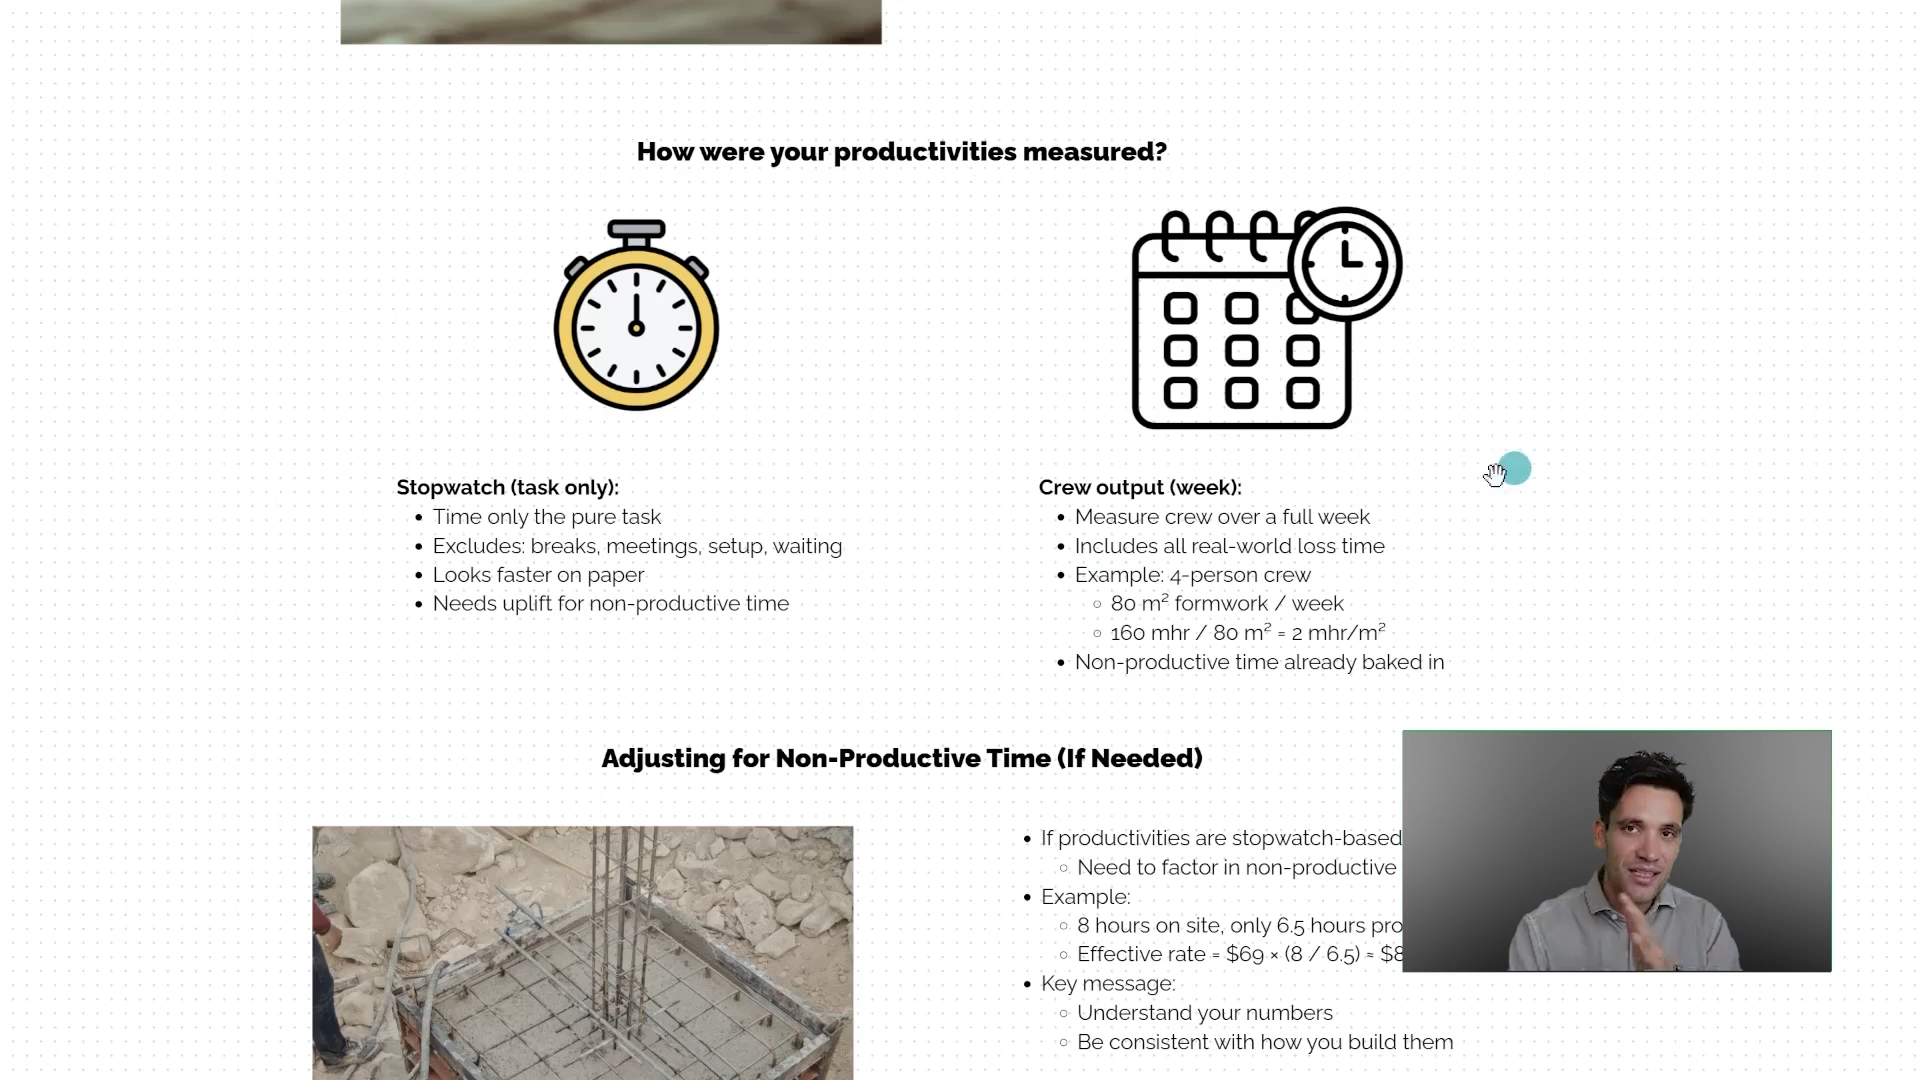 How were your productivities measured?
Stopwatch (task only):
• Time only the pure task
• Excludes: breaks, meetings, setup, waiting
• Looks faster on paper
• Needs uplift for non-productive time
Crew output (week):
• Measure crew over a full week
• Includes all real-world loss time
• Example: 4-person crew
◦ 80 m² formwork / week
◦ 160 mhr / 80 m² = 2 mhr/m²
• Non-productive time already baked in
Adjusting for Non-Productive Time (If Needed)
• If productivities are stopwatch-based
◦ Need to factor in non-productive
• Example:
◦ 8 hours on site, only 6.5 hours
◦ Effective rate = $69 × (8 / 6.5) ≈
• Key message:
◦ Understand your numbers
◦ Be consistent with how you build them